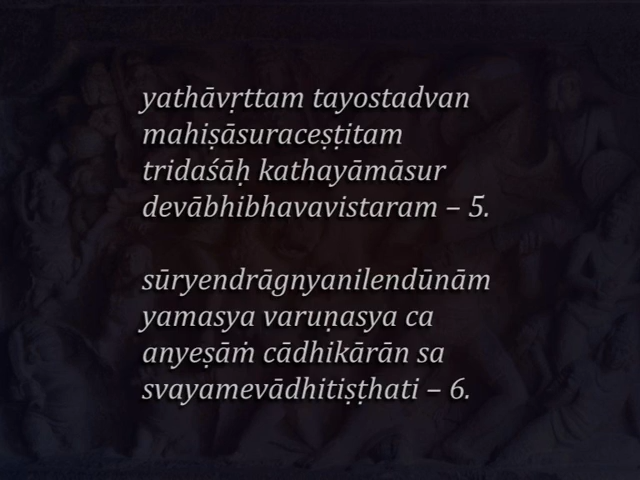 yathāvṛttam tayostadvan
mahiṣāsuraceṣṭitam
tridaśāḥ kathayāmāsur
devābhibhavavistaram – 5.
sūryendrāgnyanilendūnām
yamasya varuṇasya ca
anyeṣāṁ cādhikārān sa
svayamevādhitiṣṭhati – 6.